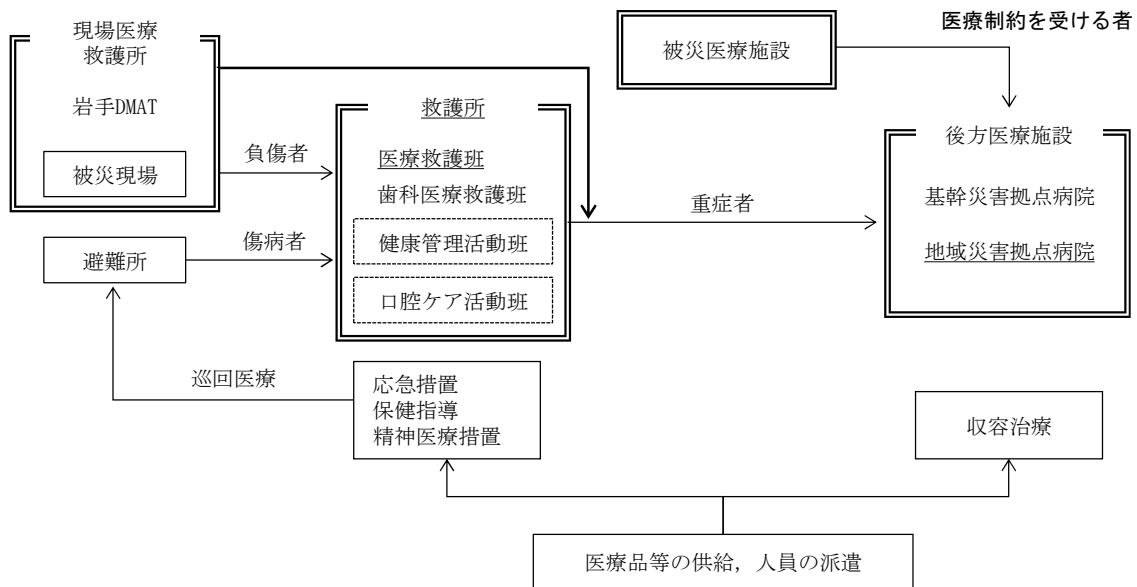 現場医療
救護所
岩手DMAT
被災現場
負傷者
避難所
傷病者
救護所
医療救護班
歯科医療救護班
健康管理活動班
口腔ケア活動班
重症者
被災医療施設
医療制約を受ける者
後方医療施設
基幹災害拠点病院
地域災害拠点病院
巡回医療
応急措置
保健指導
精神医療措置
収容治療
医療品等の供給，人員の派遣